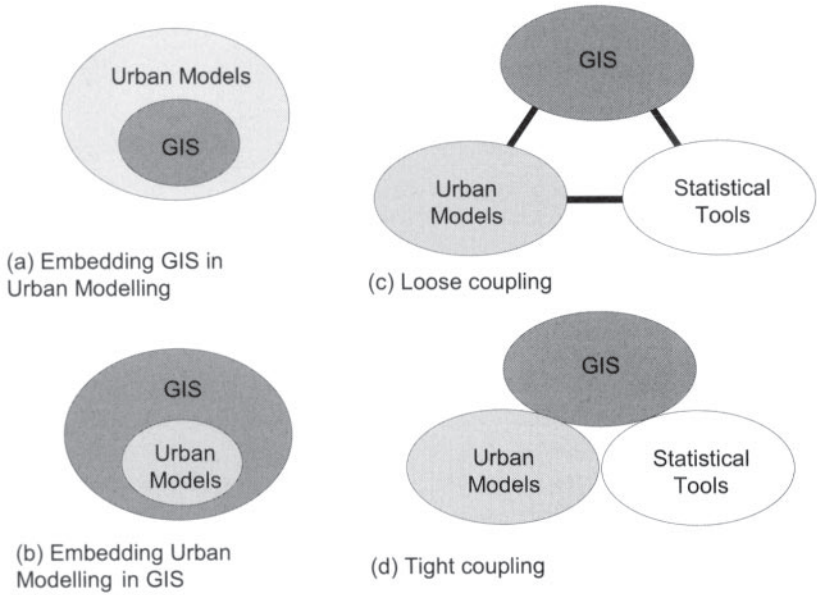 Urban Models
GIS
(a) Embedding GIS in
Urban Modelling
GIS
Urban
Models
(b) Embedding Urban
Modelling in GIS
GIS
Urban
Models
Statistical
Tools
(c) Loose coupling
GIS
Urban
Models
Statistical
Tools
(d) Tight coupling